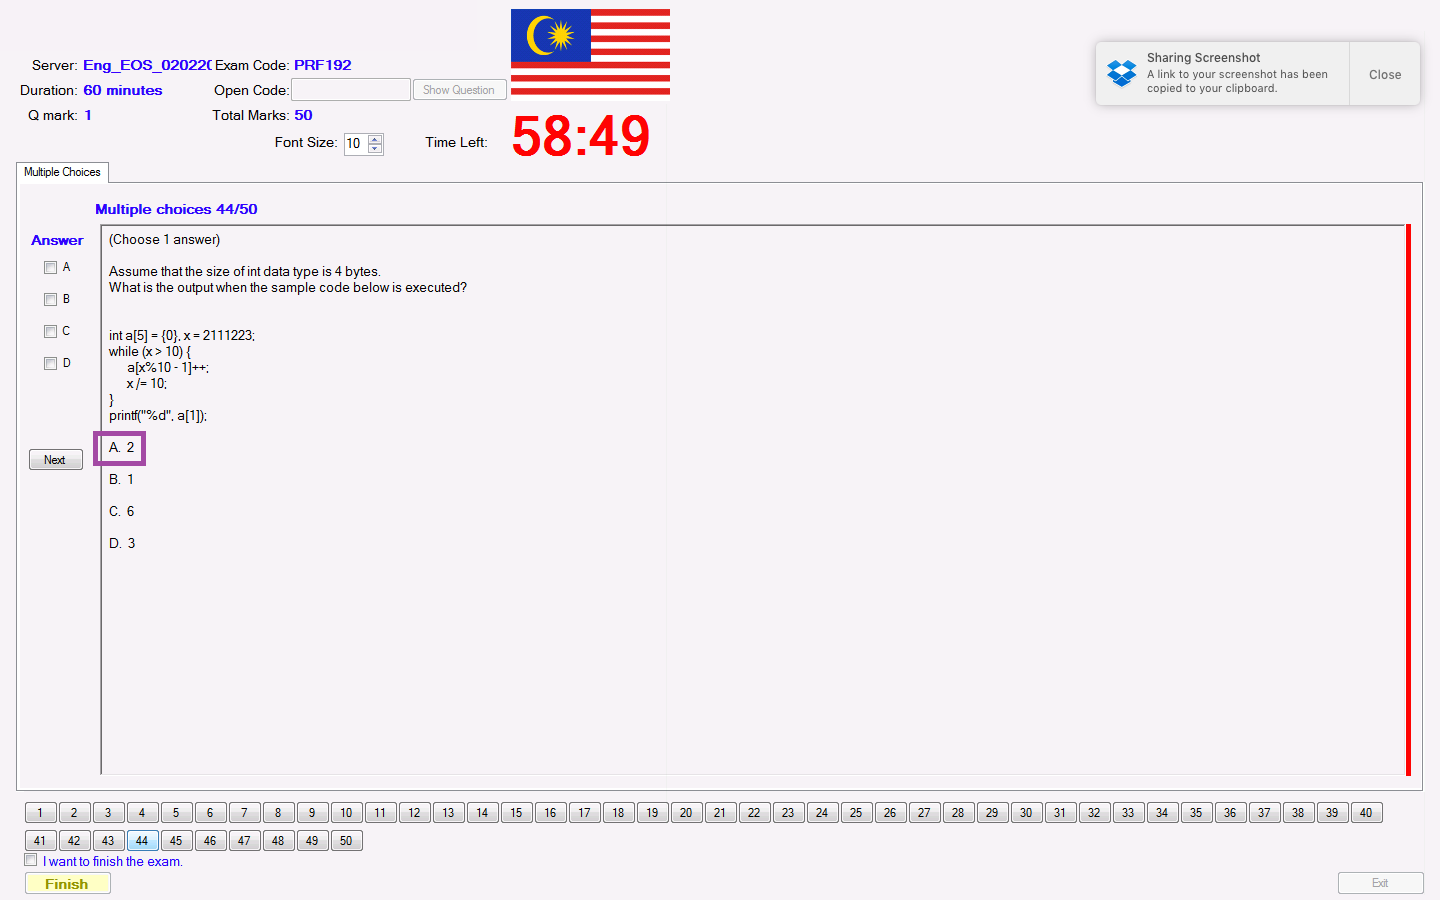 Server: Eng_EOS_020220 Exam Code: PRF192
Duration: 60 minutes Open Code: Show Question
Q mark: 1 Total Marks: 50
Font Size: 10 Time Left: 58:49
Sharing Screenshot
A link to your screenshot has been
copied to your clipboard.
Close
Multiple Choices
Multiple choices 44/50
Answer
A
B
C
D
Next
(Choose 1 answer)
Assume that the size of int data type is 4 bytes.
What is the output when the sample code below is executed?
int a[5] = {0}, x = 2111223;
while (x > 10) {
a[x%10 - 1]++;
x /= 10;
}
printf("%d", a[1]);
A. 2
B. 1
C. 6
D. 3
1 2 3 4 5 6 7 8 9 10 11 12 13 14 15 16 17 18 19 20 21 22 23 24 25 26 27 28 29 30 31 32 33 34 35 36 37 38 39 40
41 42 43 44 45 46 47 48 49 50
I want to finish the exam.
Finish
Exit